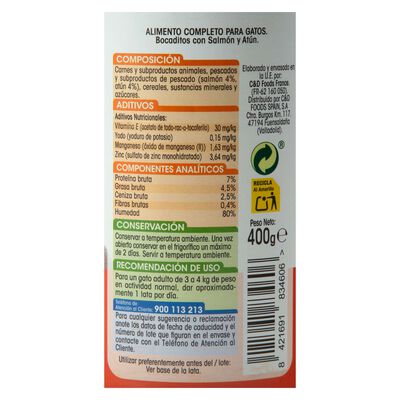 ALIMENTO COMPLETO PARA GATOS.
Bocaditos con Salmón y Atún.
COMPOSICIÓN
Carnes y subproductos animales, pescados
y subproductos de pescado (salmón 4%,
atún 4%), cereales, sustancias minerales y
azúcares.
ADITIVOS
Aditivos Nutricionales:
Vitamina E (acetato de todo-rac-α-tocoferilo) 30 mg/kg
Yodo (yoduro de potasio) 0,15 mg/kg
Manganeso (óxido de manganeso (II)) 1,63 mg/kg
Zinc (sulfato de zinc monohidratado) 3,64 mg/kg
COMPONENTES ANALÍTICOS
Proteína bruta 7%
Grasa bruta 4,5%
Ceniza bruta 2,5%
Fibras brutas 0,4%
Humedad 80%
CONSERVACIÓN
Conservar a temperatura ambiente. Una vez
abierto conservar en el frigorífico un máximo
de 2 días. Servir a temperatura ambiente.
RECOMENDACIÓN DE USO
Para un gato adulto de 3 a 4 kg de peso
en actividad normal, dar aproximada-
mente 1 lata por día.
Teléfono de
Atención al Cliente: 900 113 213
Para cualquier sugerencia o reclamación
anote los datos de fecha de caducidad y el
número de lote que figuran en el envase y
contacte con el Teléfono de Atención al
Cliente.
Utilizar preferentemente antes del / lote:
Ver base de la lata.
Elaborado y envasado en
la U.E. por:
C&D Foods France
(FR-62 160 050).
Distribuido por: C&D
FOODS SPAIN, S.A
Ctra. Burgos Km. 117.
47194 Fuensaldaña
(Valladolid).
RECICLA
Al Amarillo
Peso Neto:
400g℮
8 421691 834606 >